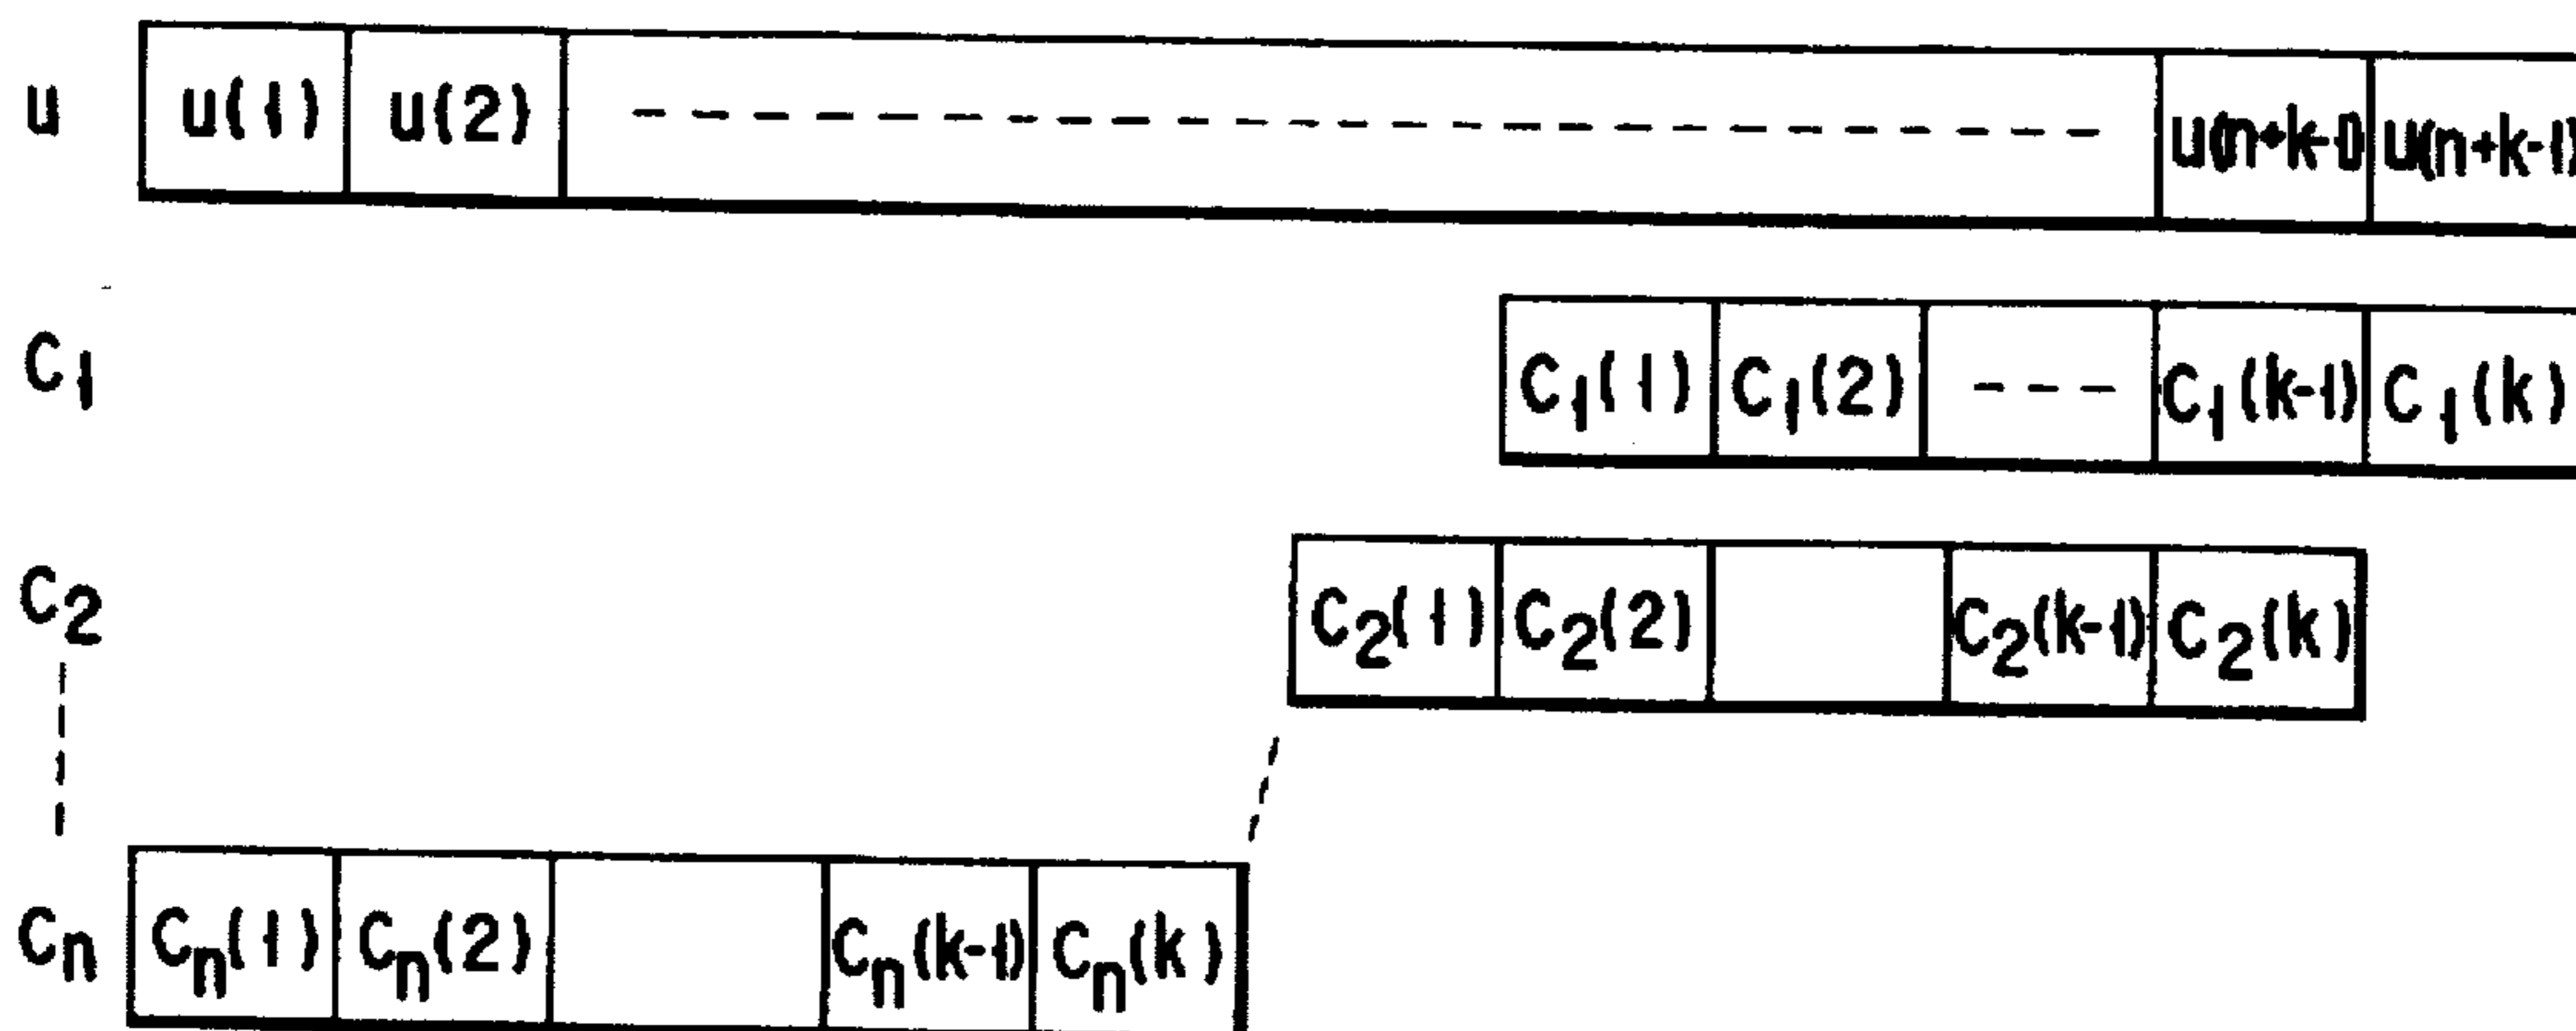 u u(1) u(2) u(n+k-1) u(n+k-1)
C1 C1(1) C1(2) C1(k-1) C1(k)
C2 C2(1) C2(2) C2(k-1) C2(k)
Cn Cn(1) Cn(2) Cn(k-1) Cn(k)